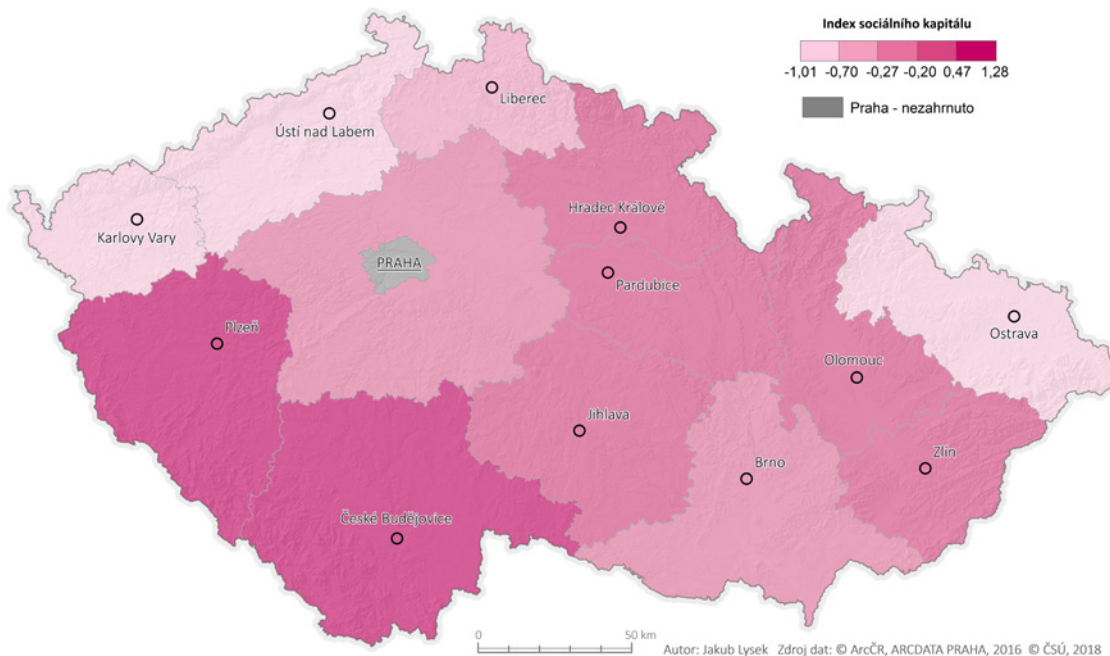 Index sociálního kapitálu
-1,01 -0,70 -0,27 -0,20 0,47 1,28
Praha - nezahrnuto
Liberec
Ústí nad Labem
Karlovy Vary
Hradec Králové
PRAHA
Pardubice
Plzeň
Ostrava
Olomouc
Jihlava
Zlín
Brno
České Budějovice
0 50 km
Autor: Jakub Lysek Zdroj dat: © ArcČR, ARCDATA PRAHA, 2016 © ČSÚ, 2018